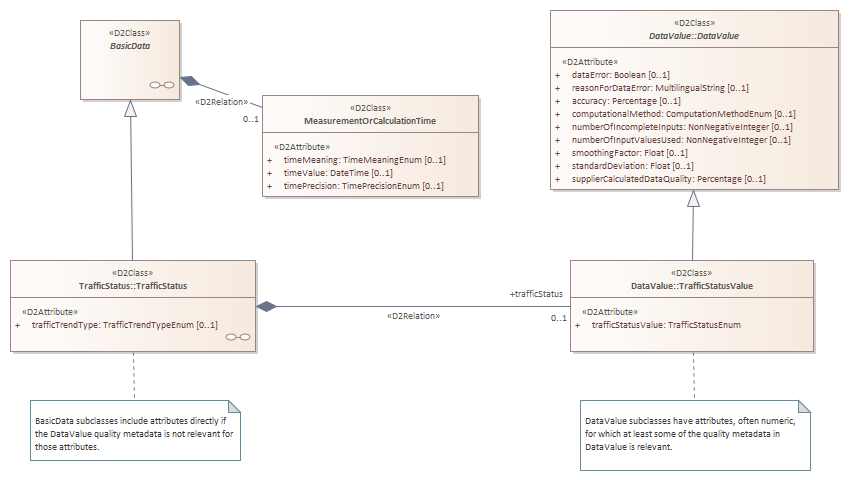 «D2Class»
BasicData
«D2Relation»
0..1
«D2Class»
MeasurementOrCalculationTime
«D2Attribute»
+ timeMeaning: TimeMeaningEnum [0..1]
+ timeValue: DateTime [0..1]
+ timePrecision: TimePrecisionEnum [0..1]
«D2Class»
DataValue::DataValue
«D2Attribute»
+ dataError: Boolean [0..1]
+ reasonForDataError: MultilingualString [0..1]
+ accuracy: Percentage [0..1]
+ computationalMethod: ComputationMethodEnum [0..1]
+ numberOfIncompleteInputs: NonNegativeInteger [0..1]
+ numberOfInputValuesUsed: NonNegativeInteger [0..1]
+ smoothingFactor: Float [0..1]
+ standardDeviation: Float [0..1]
+ supplierCalculatedDataQuality: Percentage [0..1]
«D2Class»
TrafficStatus::TrafficStatus
«D2Attribute»
+ trafficTrendType: TrafficTrendTypeEnum [0..1]
+trafficStatus
«D2Relation»
0..1
«D2Class»
DataValue::TrafficStatusValue
«D2Attribute»
+ trafficStatusValue: TrafficStatusEnum
BasicData subclasses include attributes directly if
the DataValue quality metadata is not relevant for
those attributes.
DataValue subclasses have attributes, often numeric,
for which at least some of the quality metadata in
DataValue is relevant.